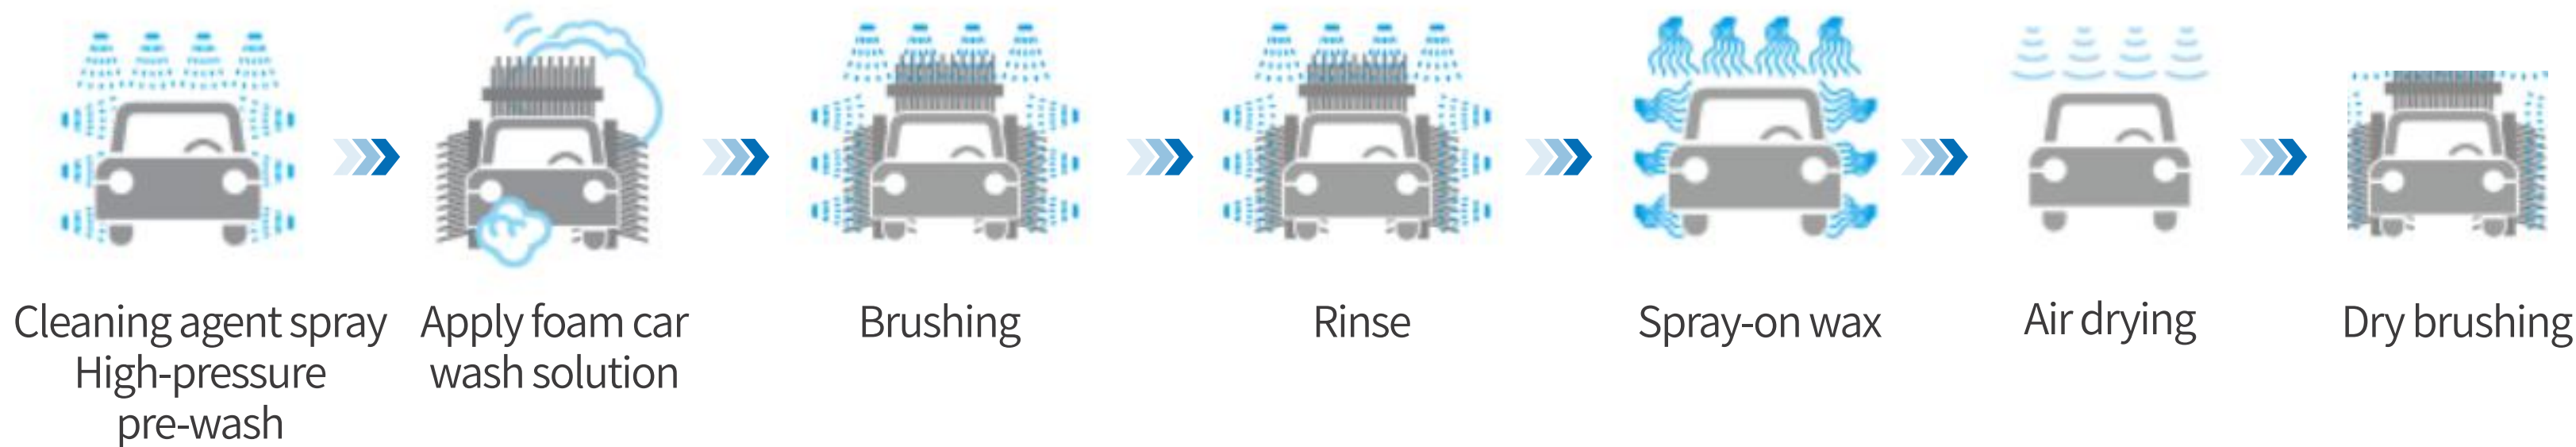 Cleaning agent spray
High-pressure
pre-wash
Apply foam car
wash solution
Brushing
Rinse
Spray-on wax
Air drying
Dry brushing